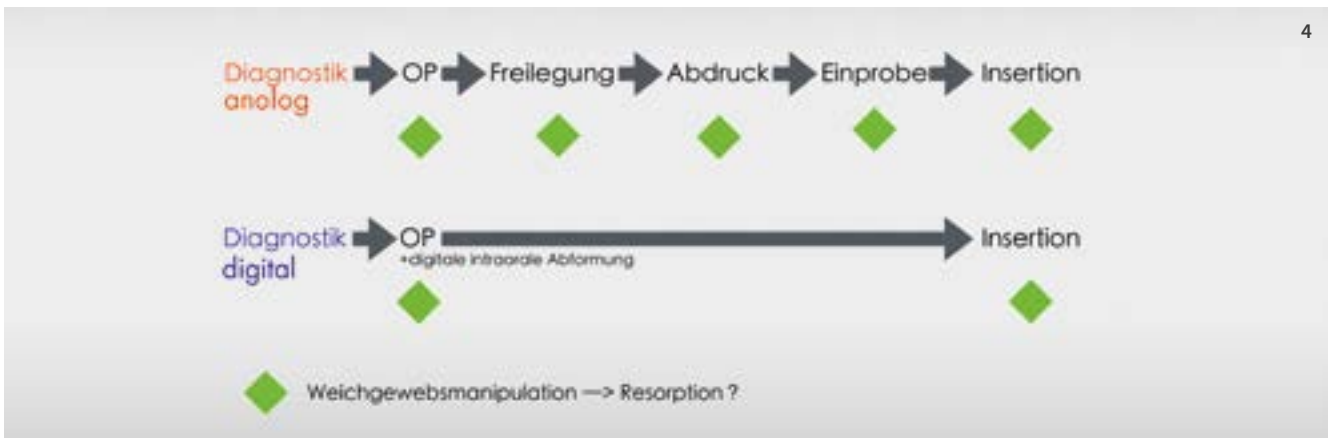 4
Diagnostik OP Freilegung Abdruck Einprobe Insertion
anolog
Diagnostik OP Insertion
digital +digitale intraorale Abformung
Weichgewebsmanipulation —> Resorption ?